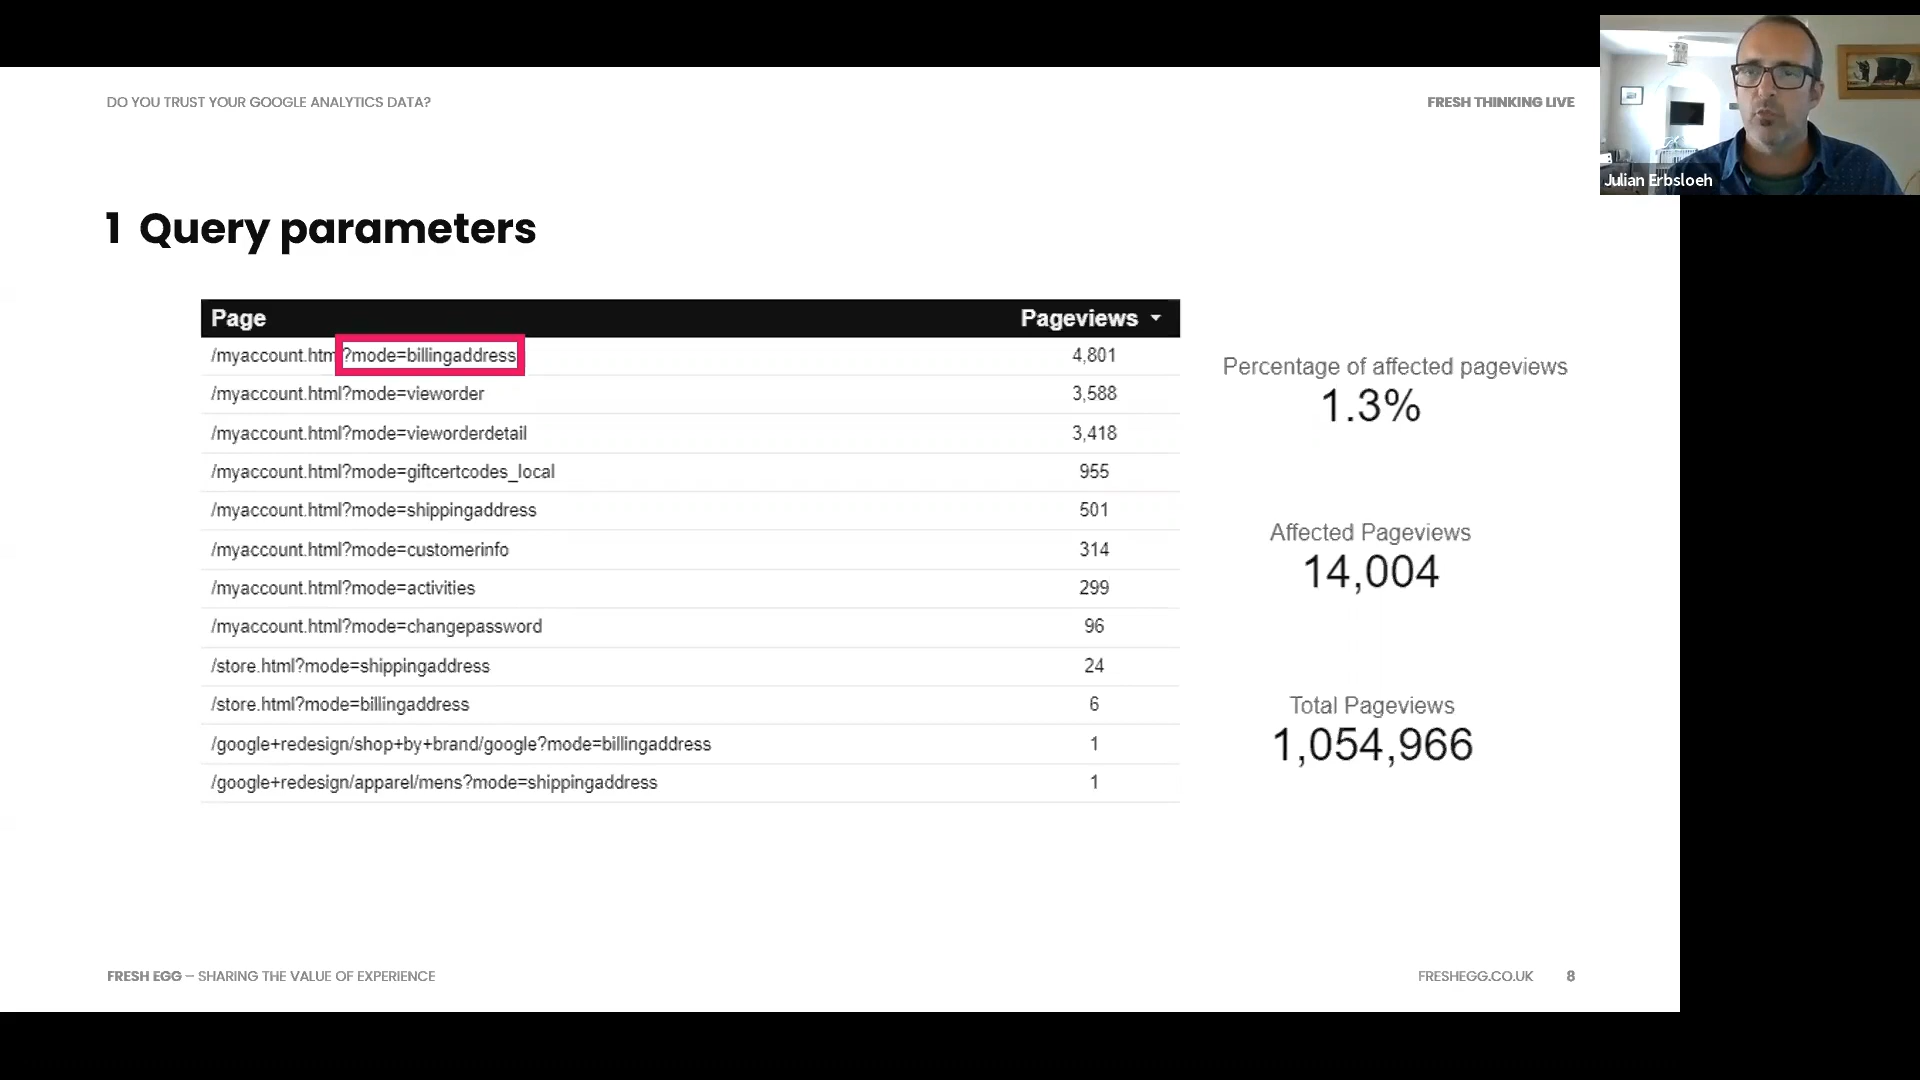 DO YOU TRUST YOUR GOOGLE ANALYTICS DATA?
FRESH THINKING LIVE
Julian Erbsloeh
1 Query parameters
Page Pageviews
/myaccount.html?mode=billingaddress 4,801
/myaccount.html?mode=vieworder 3,588
/myaccount.html?mode=vieworderdetail 3,418
/myaccount.html?mode=giftcertcodes_local 955
/myaccount.html?mode=shippingaddress 501
/myaccount.html?mode=customerinfo 314
/myaccount.html?mode=activities 299
/myaccount.html?mode=changepassword 96
/store.html?mode=shippingaddress 24
/store.html?mode=billingaddress 6
/google+redesign/shop+by+brand/google?mode=billingaddress 1
/google+redesign/apparel/mens?mode=shippingaddress 1
Percentage of affected pageviews
1.3%
Affected Pageviews
14,004
Total Pageviews
1,054,966
FRESH EGG – SHARING THE VALUE OF EXPERIENCE
FRESHEGG.CO.UK 8